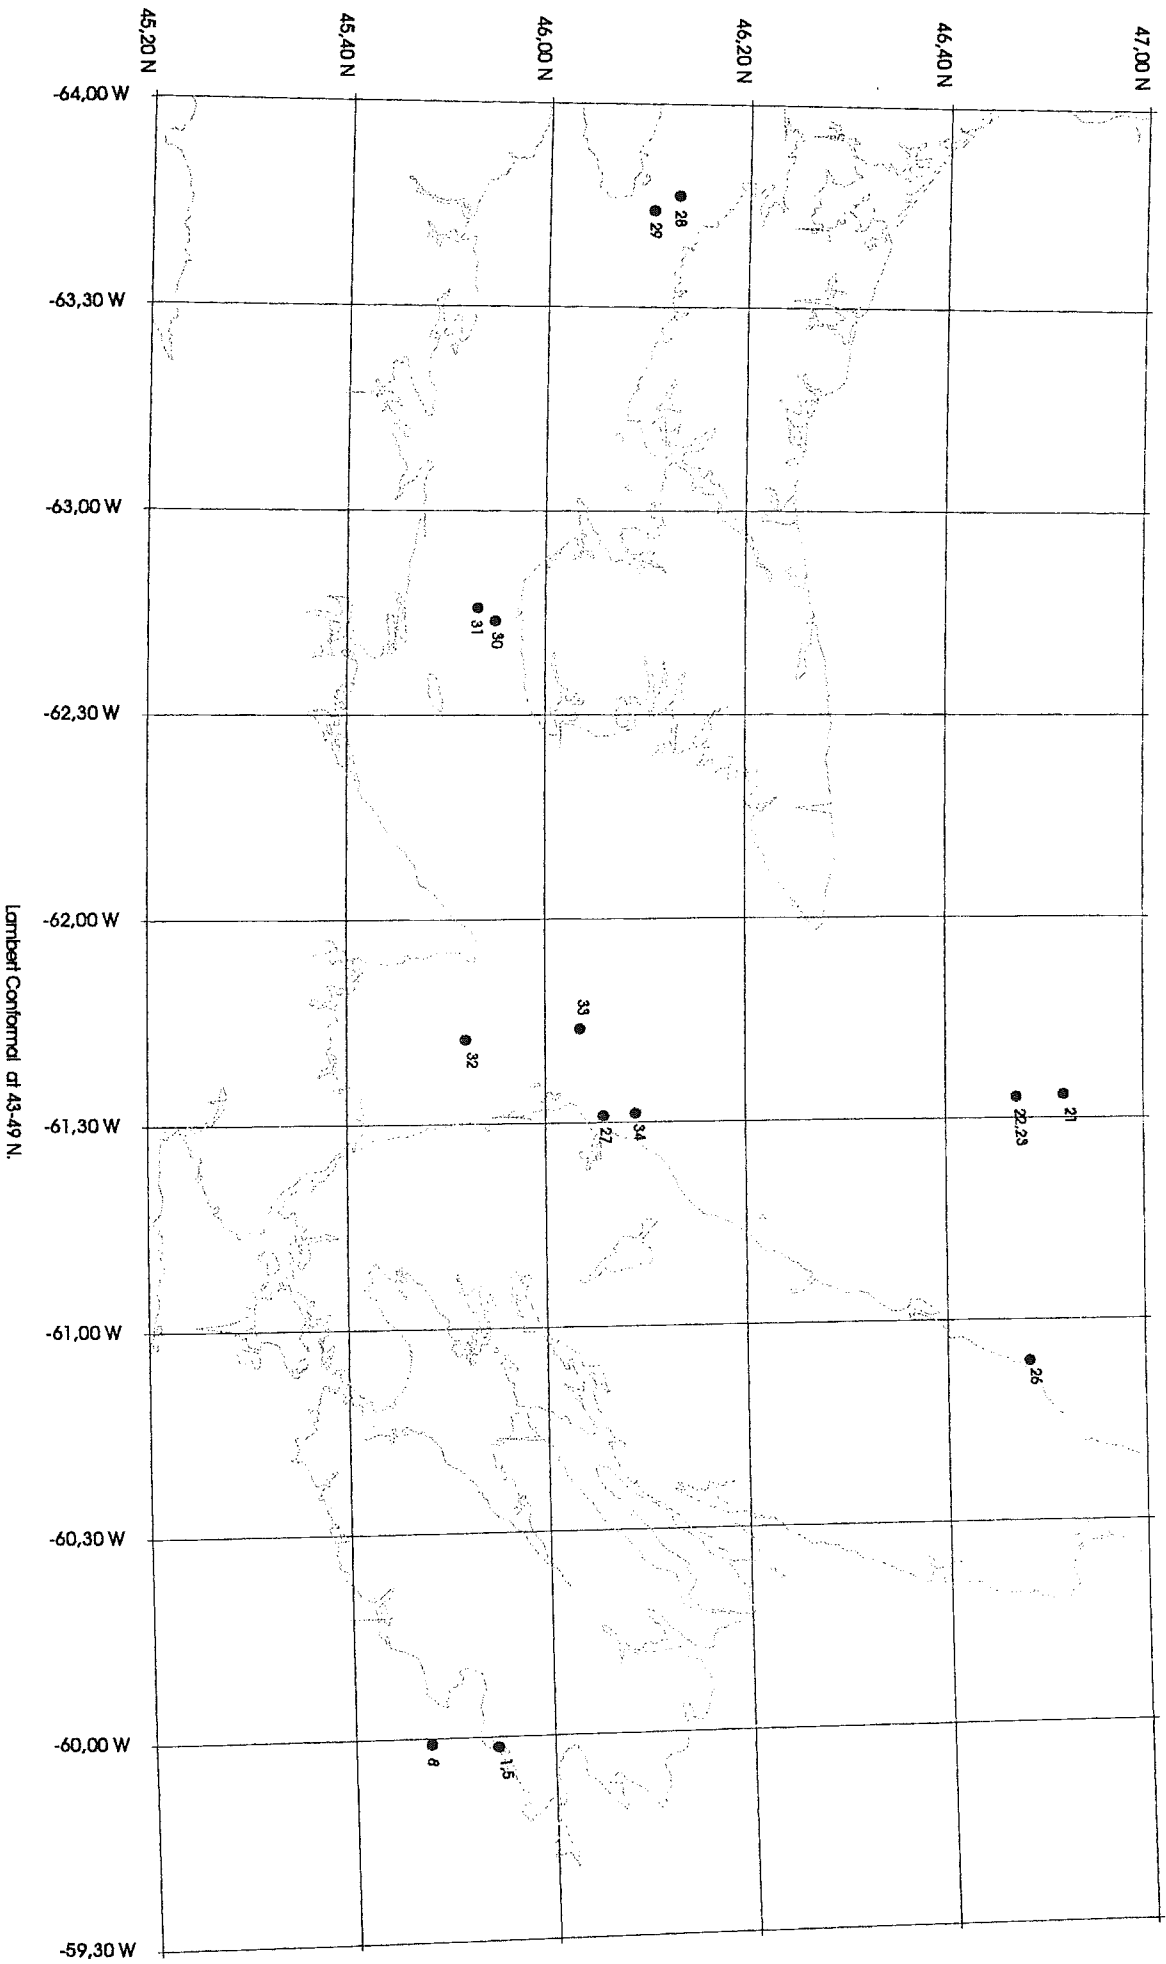 45,20 N
45,40 N
46,00 N
46,20 N
46,40 N
47,00 N
-64,00 W
-63,30 W
-63,00 W
-62,30 W
-62,00 W
-61,30 W
-61,00 W
-60,30 W
-60,00 W
-59,30 W
28
29
31
30
33
32
21
22,23
34
27
26
8
1,5
Lambert Conformal at 43-49 N.